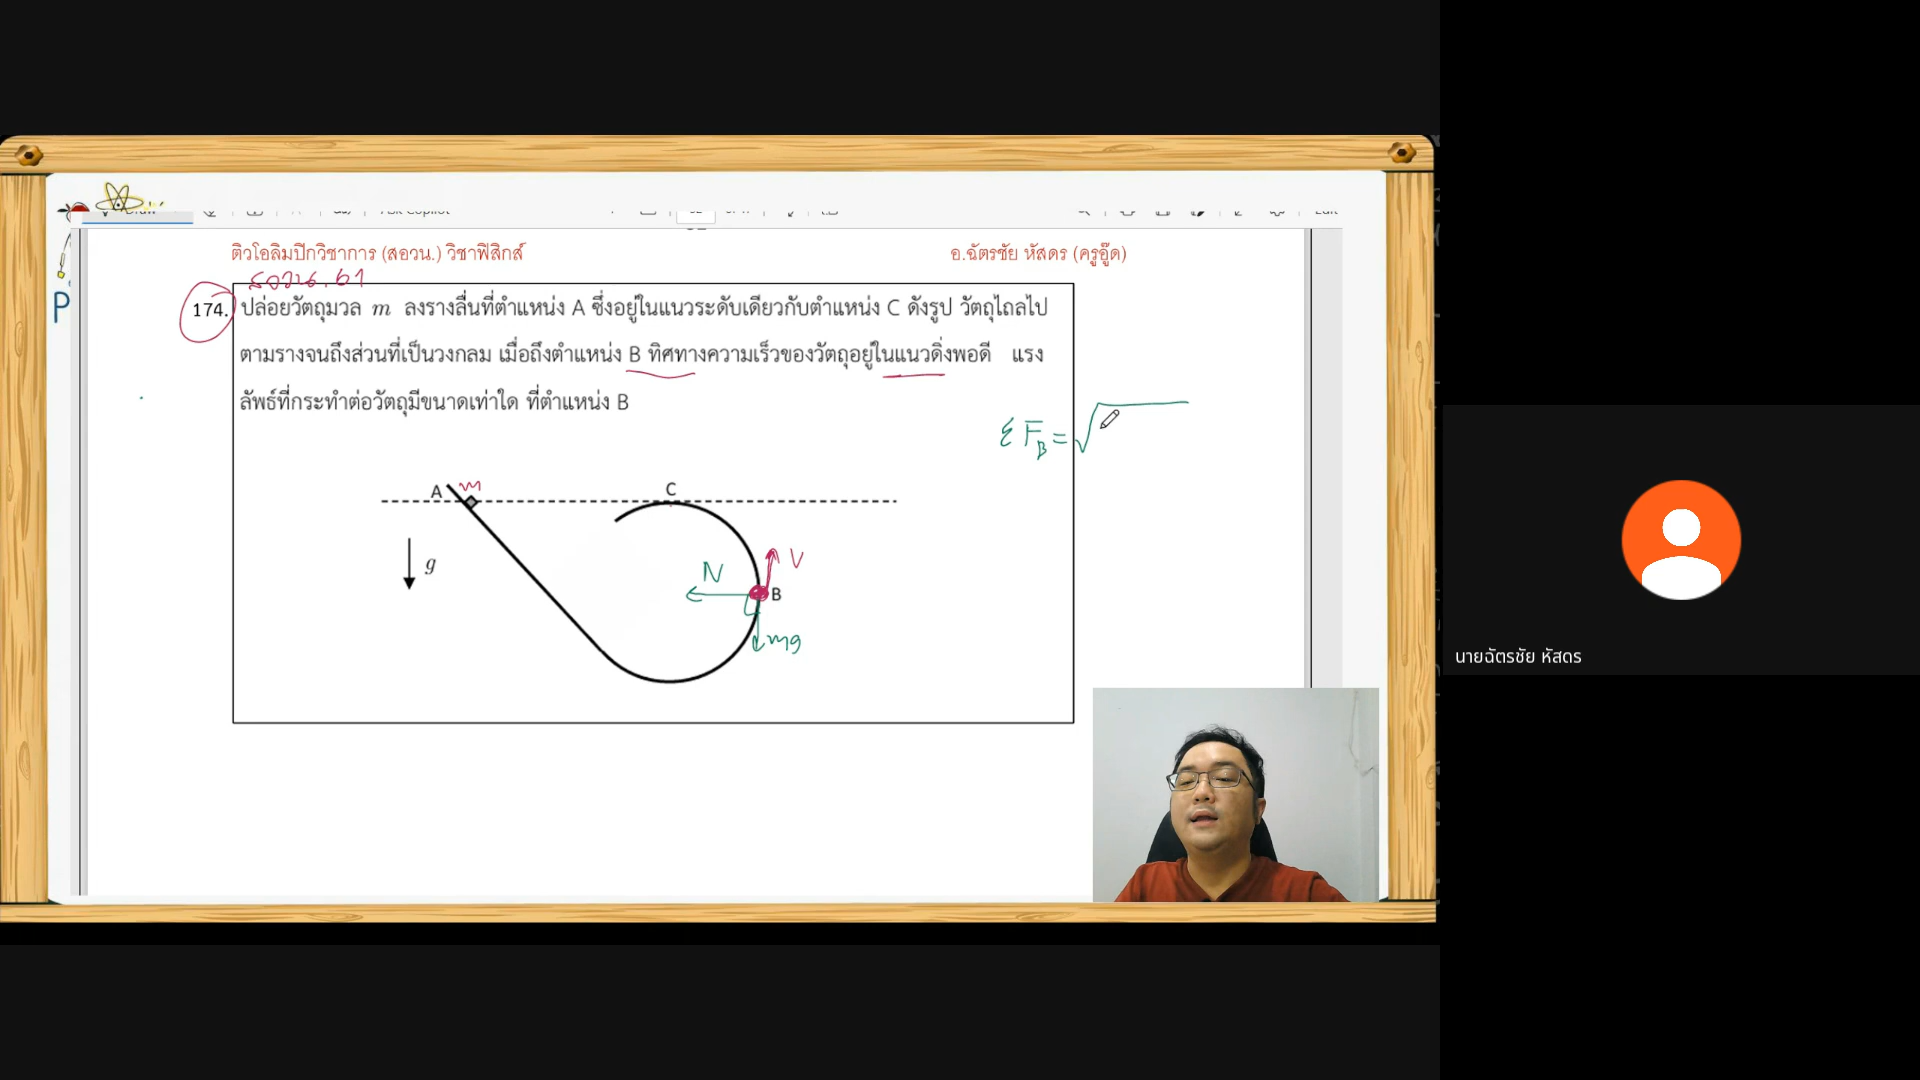 ติวโอลิมปิกวิชาการ (สอวน.) วิชาฟิสิกส์
อ.ฉัตรชัย หัสดร (ครูอู๊ด)
สอวน. 61
174. ปล่อยวัตถุมวล m ลงรางลื่นที่ตำแหน่ง A ซึ่งอยู่ในแนวระดับเดียวกับตำแหน่ง C ดังรูป วัตถุไถลไป
ตามรางจนถึงส่วนที่เป็นวงกลม เมื่อถึงตำแหน่ง B ทิศทางความเร็วของวัตถุอยู่ในแนวดิ่งพอดี แรง
ลัพธ์ที่กระทำต่อวัตถุมีขนาดเท่าใด ที่ตำแหน่ง B
Σ F_B = √
A m C
g
N V
B
mg
P
นายฉัตรชัย หัสดร